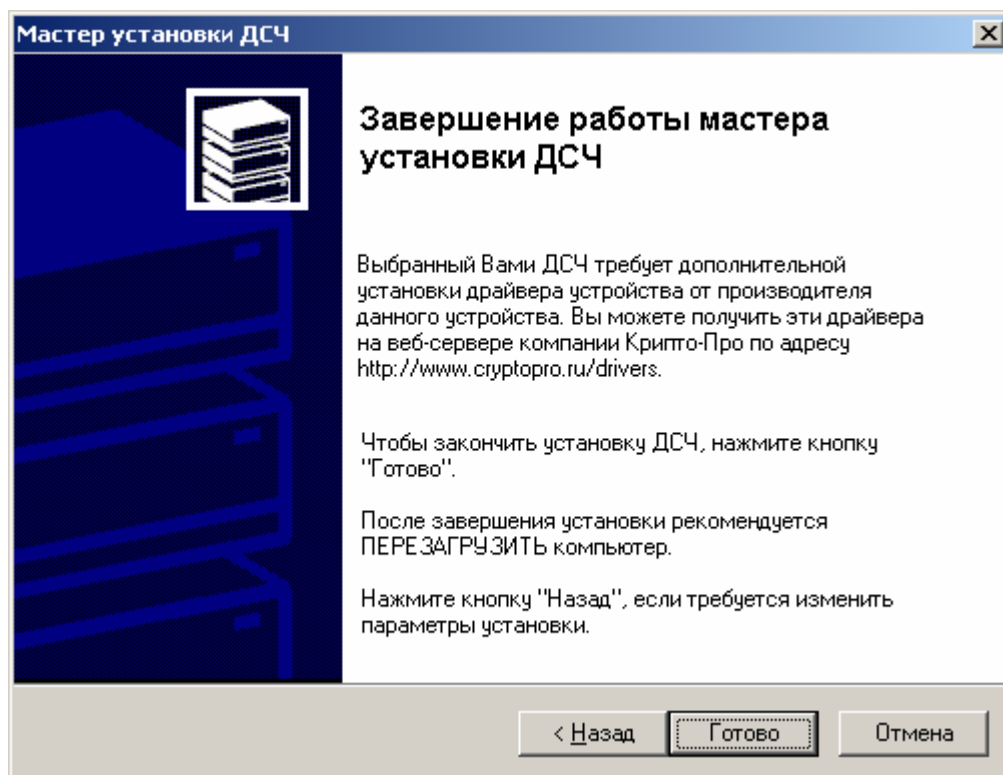 Мастер установки ДСЧ
Завершение работы мастера
установки ДСЧ
Выбранный Вами ДСЧ требует дополнительной
установки драйвера устройства от производителя
данного устройства. Вы можете получить эти драйвера
на веб-сервере компании Крипто-Про по адресу
http://www.cryptopro.ru/drivers.
Чтобы закончить установку ДСЧ, нажмите кнопку
"Готово".
После завершения установки рекомендуется
ПЕРЕЗАГРУЗИТЬ компьютер.
Нажмите кнопку "Назад", если требуется изменить
параметры установки.
< Назад Готово Отмена